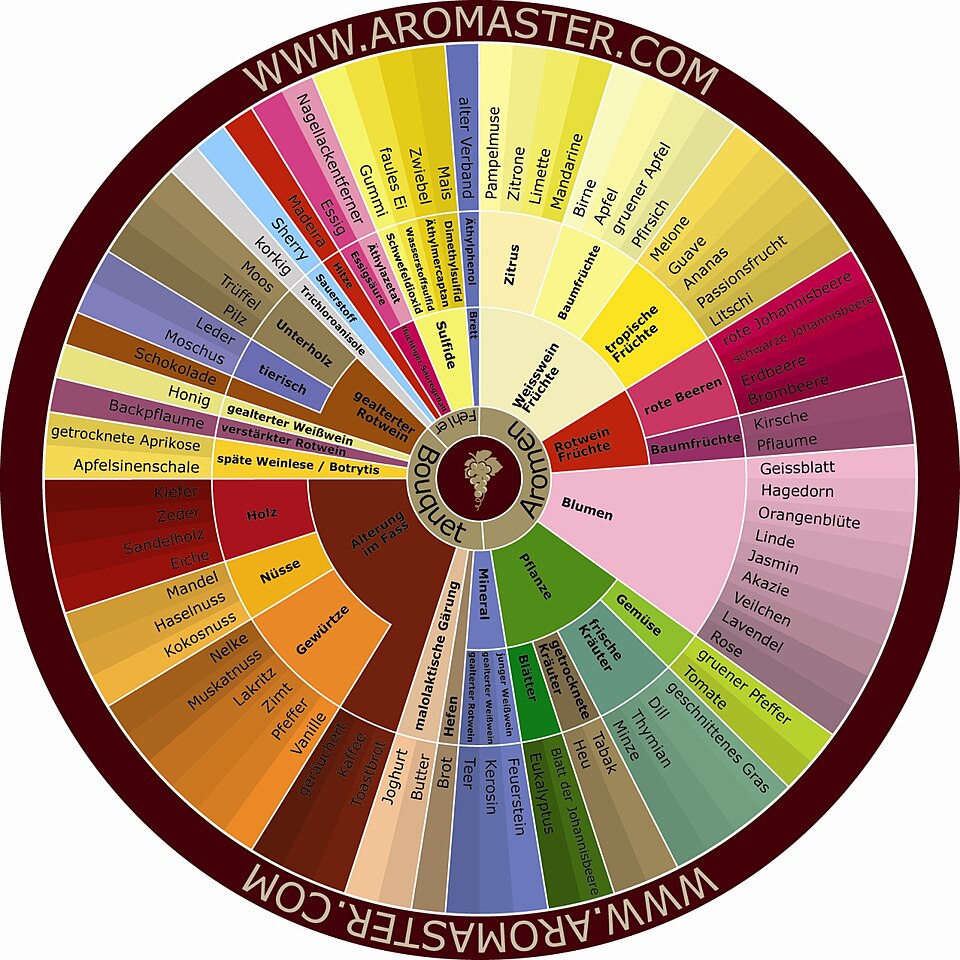 WWW.AROMASTER.COM
Aromen
Weisswein
Früchte
Zitrus
Pampelmuse
Zitrone
Limette
Mandarine
Baumfrüchte
Birne
Apfel
gruener Apfel
Pfirsich
tropische
Früchte
Melone
Guave
Ananas
Passionsfrucht
Litschi
Rotwein
Früchte
rote Beeren
rote Johannisbeere
schwarze Johannisbeere
Erdbeere
Brombeere
Baumfrüchte
Kirsche
Pflaume
Blumen
Geissblatt
Hagedorn
Orangenblüte
Linde
Jasmin
Akazie
Veilchen
Lavendel
Rose
Pflanze
Gemüse
gruener Pfeffer
Tomate
frische
Kräuter
geschnittenes Gras
Dill
Thymian
Minze
getrocknete
Kräuter
Tabak
Heu
Blätter
Blatt der Johannisbeere
Eukalyptus
Mineral
junger Weißwein
Feuerstein
gealterter Weißwein
Kerosin
gealterter Rotwein
Teer
Bouquet
Hefen
Brot
malolaktische Gärung
Butter
Joghurt
Alterung
im Fass
Toastbrot
Kaffee
geräuchert
Gewürtze
Vanille
Pfeffer
Zimt
Lakritz
Muskatnuss
Nelke
Nüsse
Kokosnuss
Haselnuss
Mandel
Holz
Eiche
Sandelholz
Zeder
Kiefer
späte Weinlese / Botrytis
Apfelsinenschale
getrocknete Aprikose
verstärkter Rotwein
Backpflaume
gealterter Weißwein
Honig
gealterter
Rotwein
Schokolade
tierisch
Moschus
Leder
Unterholz
Pilz
Trüffel
Moos
Fehler
Trichloroanisole
korkig
Sauerstoff
Sherry
Hitze
Madeira
Essigsäure
Essig
Äthylazetat
Nagellackentferner
Sulfide
Schwefeldioxid
Gummi
Wasserstoffsulfid
faules Ei
Äthylmercaptan
Zwiebel
Dimethylsulfid
Mais
Brett
Äthylphenol
alter Verband
WWW.AROMASTER.COM